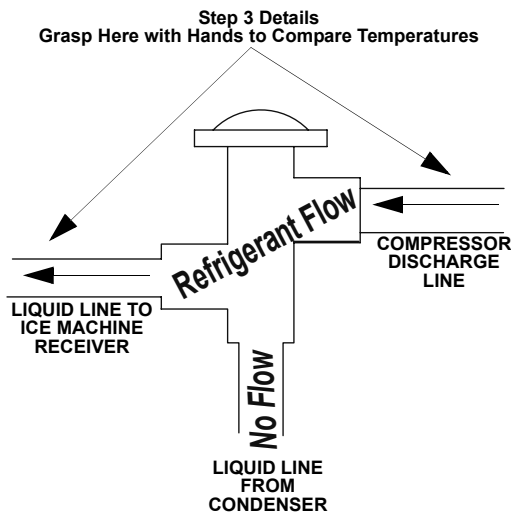 Step 3 Details
Grasp Here with Hands to Compare Temperatures
Refrigerant Flow
COMPRESSOR
DISCHARGE
LINE
LIQUID LINE TO
ICE MACHINE
RECEIVER
No Flow
LIQUID LINE
FROM
CONDENSER